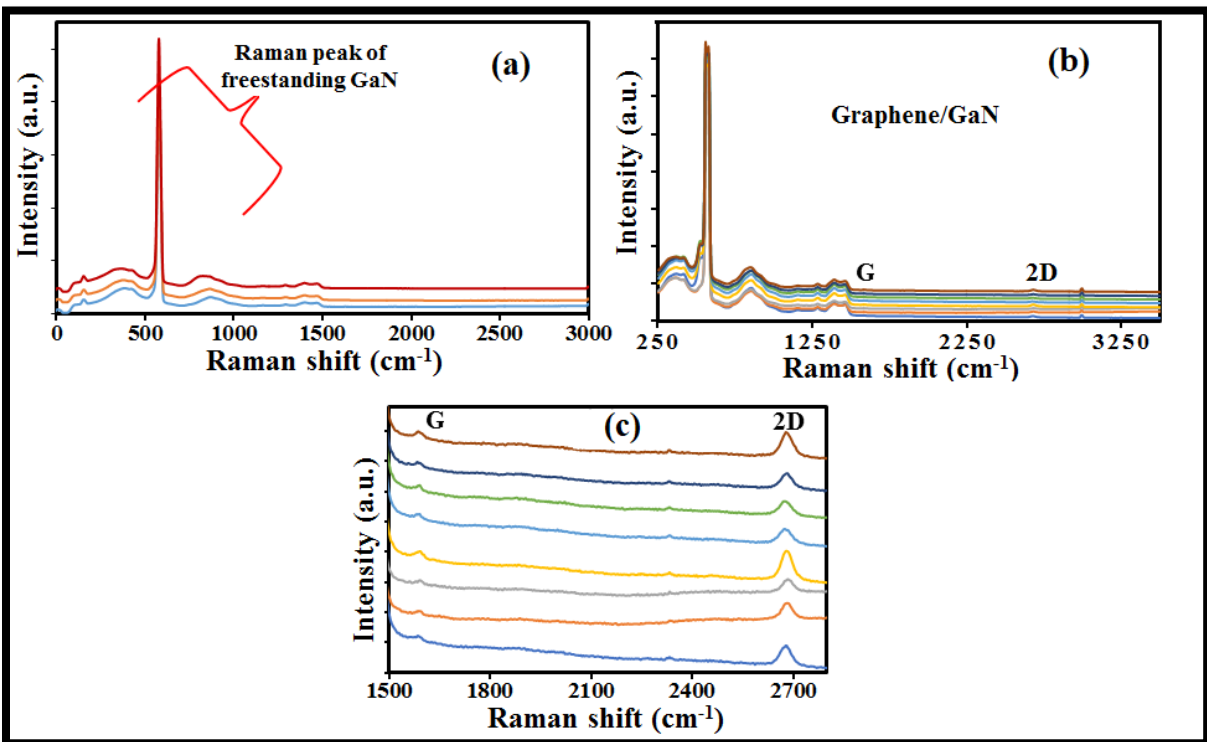 Raman peak of
freestanding GaN
(a)
Intensity (a.u.)
0 500 1000 1500 2000 2500 3000
Raman shift (cm-1)
(b)
Graphene/GaN
G 2D
Intensity (a.u.)
250 1250 2250 3250
Raman shift (cm-1)
G (c) 2D
Intensity (a.u.)
1500 1800 2100 2400 2700
Raman shift (cm-1)